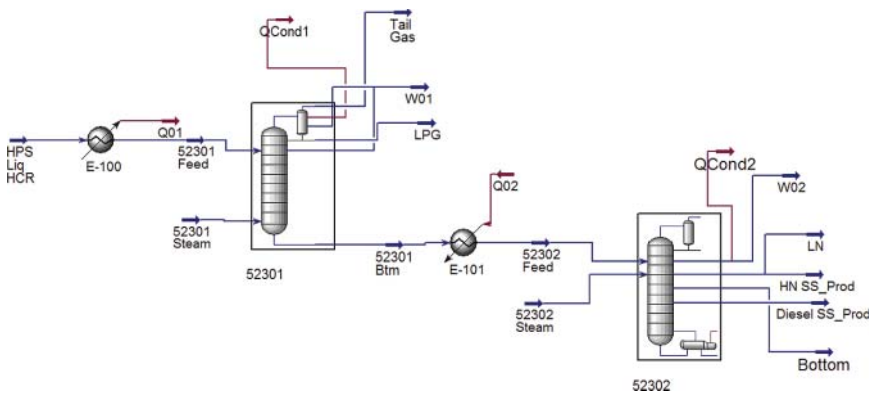 QCond1
Tail
Gas
W01
LPG
Q01
HPS
Liq
HCR
E-100
52301
Feed
52301
Steam
52301
QCond2
Q02
W02
52301
Btm
E-101
52302
Feed
LN
HN SS_Prod
52302
Steam
Diesel SS_Prod
Bottom
52302